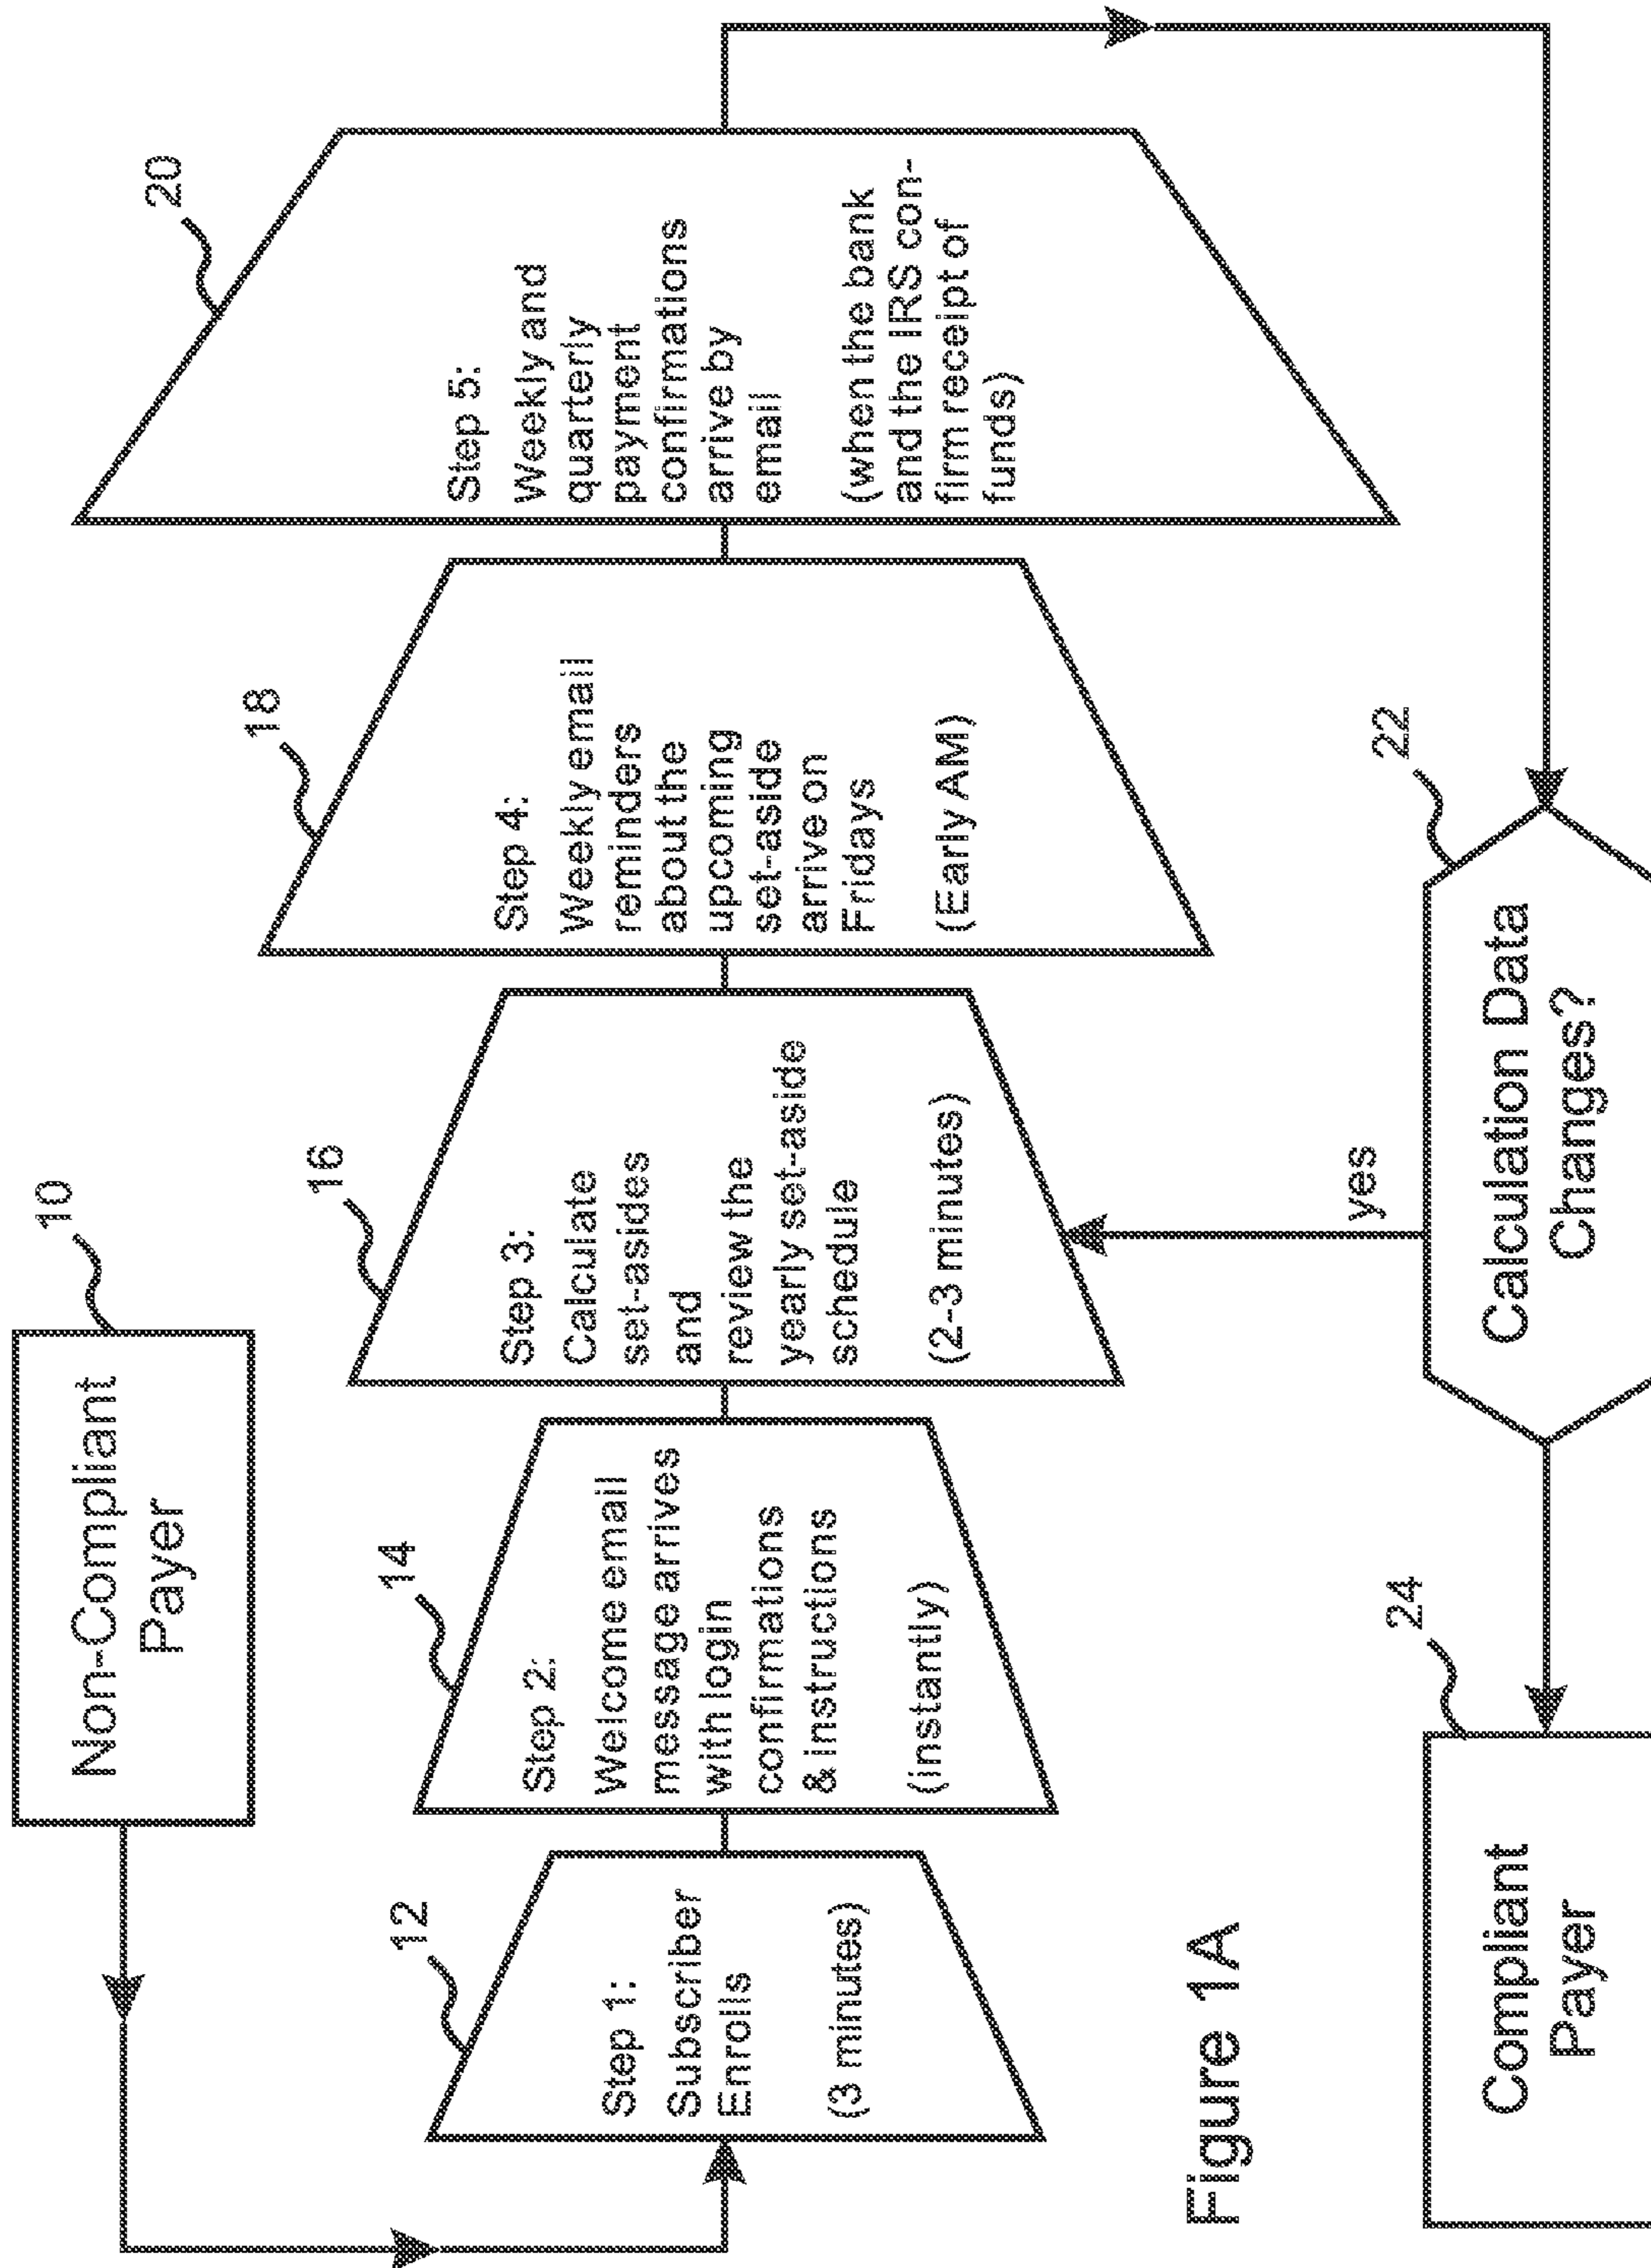 10
Non-Compliant
Payer
12
Step 1:
Subscriber
Enrolls
(3 minutes)
14
Step 2:
Welcome email
message arrives
with login
confirmations
& instructions
(instantly)
16
Step 3:
Calculate
set-asides
and
review the
yearly set-aside
schedule
(2-3 minutes)
18
Step 4:
Weekly email
reminders
about the
upcoming
set-aside
arrive on
Fridays
(Early AM)
20
Step 5:
Weekly and
quarterly
payment
confirmations
arrive by
email
(when the bank
and the IRS con-
firm receipt of
funds)
yes
22
Calculation Data
Changes?
24
Compliant
Payer
Figure 1A